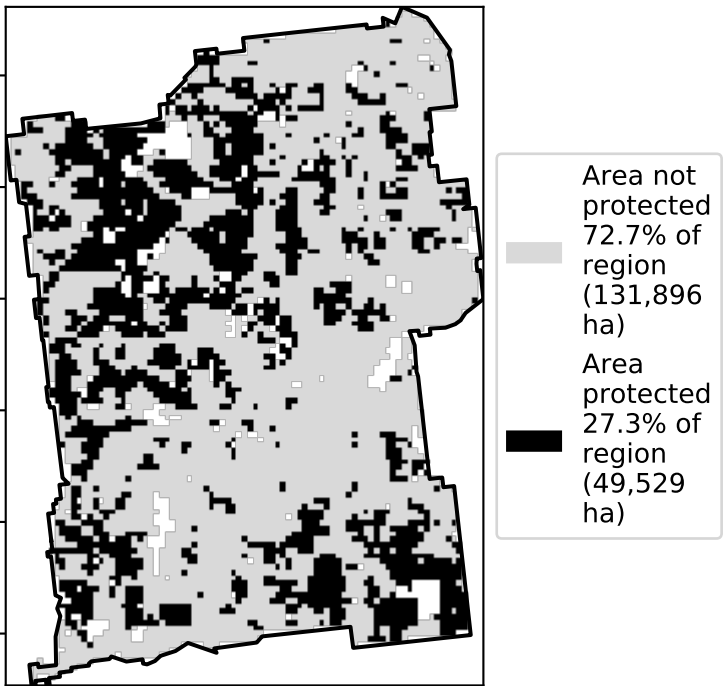 Area not
protected
72.7% of
region
(131,896
ha)
Area
protected
27.3% of
region
(49,529
ha)